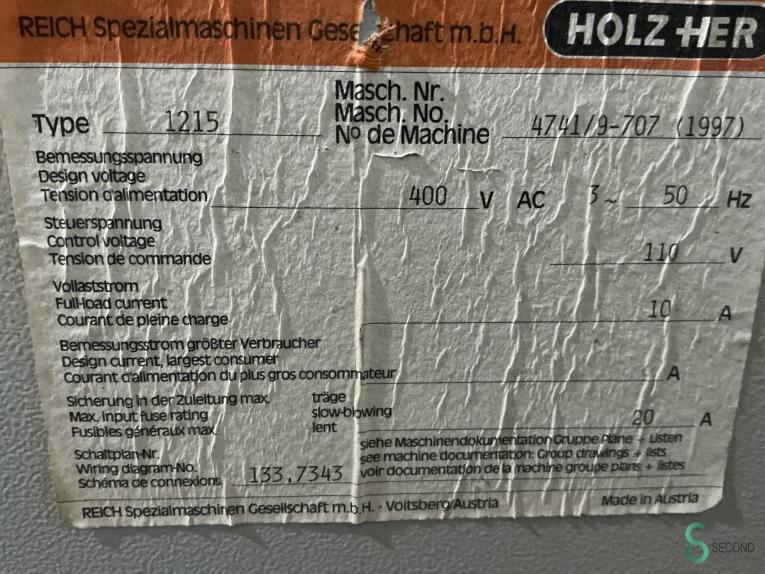 REICH Spezialmaschinen Gesellschaft m.b.H. HOLZ-HER
Masch. Nr.
Masch. No.
Type 1215 Nº de Machine 4741/9-707 (1997)
Bemessungsspannung
Design voltage
Tension d'alimentation 400 V AC 3~ 50 Hz
Steuerspannung
Control voltage
Tension de commande 110 V
Vollaststrom
Full-load current
Courant de pleine charge 10 A
Bemessungsstrom größter Verbraucher
Design current, largest consumer
Courant d'alimentation du plus gros consommateur A
Sicherung in der Zuleitung max. träge
Max. input fuse rating slow-blowing 20 A
Fusibles généraux max. lent
Schaltplan-Nr. siehe Maschinendokumentation Gruppe Pläne + Listen
Wiring diagram-No. 133.7343 see machine documentation: Group drawings + lists
Schéma de connexions voir documentation de la machine groupe plans + listes
REICH Spezialmaschinen Gesellschaft m.b.H. · Voitsberg/Austria Made in Austria
SECOND